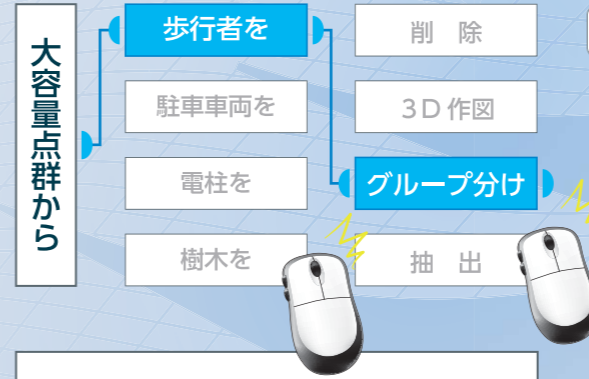 大容量点群から
歩行者を
駐車車両を
電柱を
樹木を
削 除
3D作図
グループ分け
抽 出